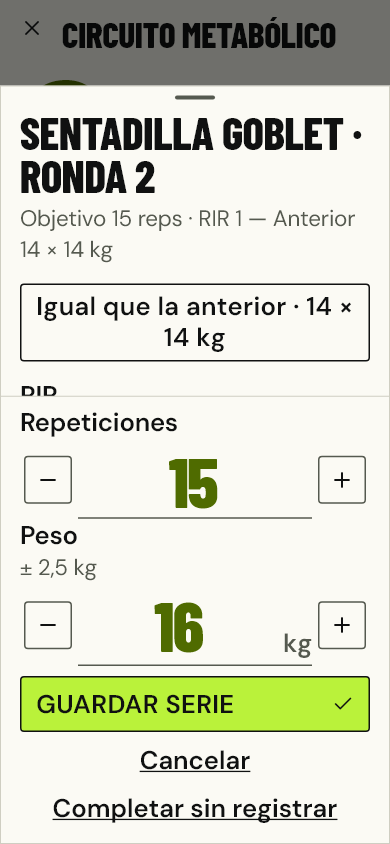 CIRCUITO METABÓLICO
SENTADILLA GOBLET ·
RONDA 2
Objetivo 15 reps · RIR 1 — Anterior
14 × 14 kg
Igual que la anterior · 14 ×
14 kg
RIR
Repeticiones
− 15 +
Peso
± 2,5 kg
− 16 kg +
GUARDAR SERIE
Cancelar
Completar sin registrar